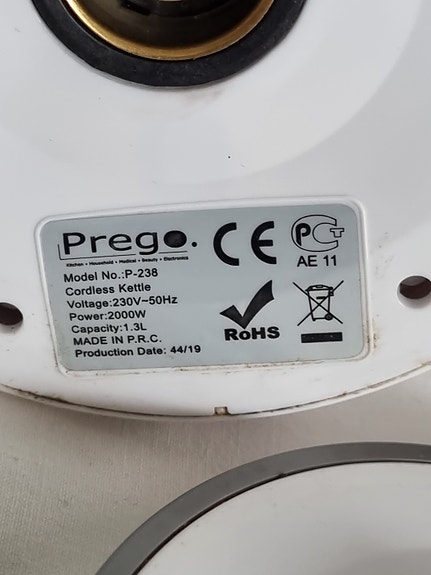 Prego.
Kitchen • Household • Medical • Beauty • Electronics
Model No.:P-238
Cordless Kettle
Voltage:230V~50Hz
Power:2000W
Capacity:1.3L
MADE IN P.R.C.
Production Date: 44/19
CE
РСТ
AE 11
RoHS